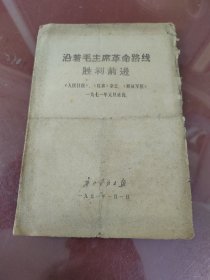 沿着毛主席革命路线
胜利前进
《人民日报》、《红旗》杂志、《解放军报》
一九七一年元旦社论
一九七一年一月一日